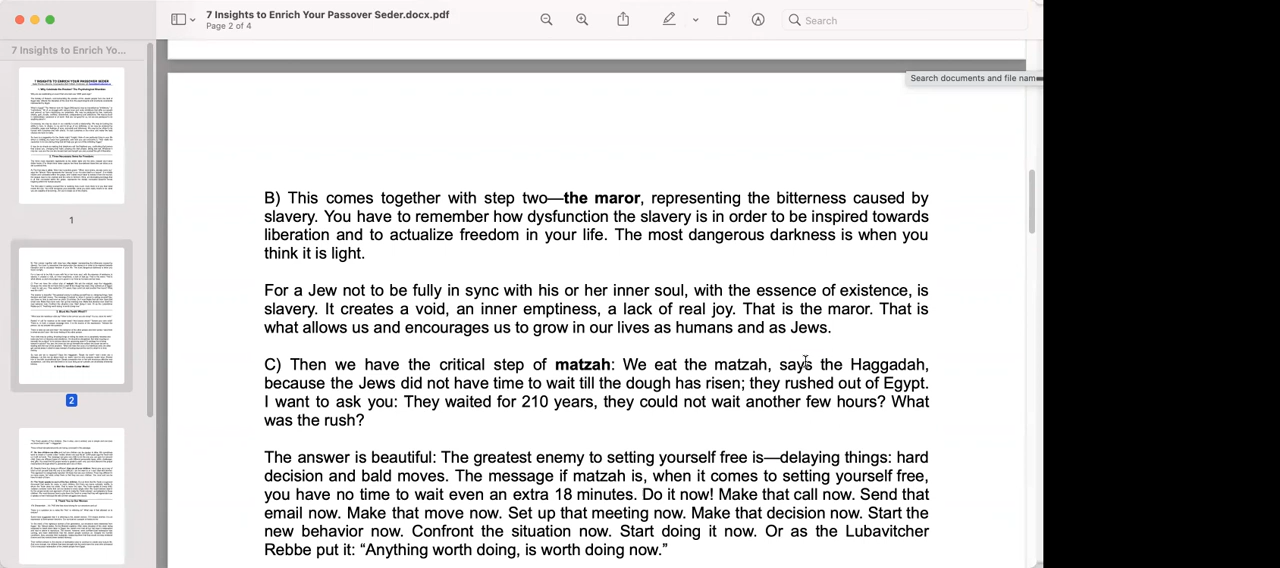 7 Insights to Enrich Your Passover Seder.docx.pdf
Page 2 of 4
Search
7 Insights to Enrich Yo...
Search documents and file nam
1
2
B) This comes together with step two—the maror, representing the bitterness caused by
slavery. You have to remember how dysfunction the slavery is in order to be inspired towards
liberation and to actualize freedom in your life. The most dangerous darkness is when you
think it is light.
For a Jew not to be fully in sync with his or her inner soul, with the essence of existence, is
slavery. It creates a void, an inner emptiness, a lack of real joy. That is the maror. That is
what allows us and encourages us to grow in our lives as humans and as Jews.
C) Then we have the critical step of matzah: We eat the matzah, says the Haggadah,
because the Jews did not have time to wait till the dough has risen; they rushed out of Egypt.
I want to ask you: They waited for 210 years, they could not wait another few hours? What
was the rush?
The answer is beautiful: The greatest enemy to setting yourself free is—delaying things: hard
decision and bald moves. The message if matzah is, when it comes to setting yourself free,
you have no time to wait even an extra 18 minutes. Do it now! Make that call now. Send that
email now. Make that move now. Set up that meeting now. Make that decision now. Start the
new behavior now. Confront the situation now. Start doing it now. Or as the Lubavitcher
Rebbe put it: “Anything worth doing, is worth doing now.”